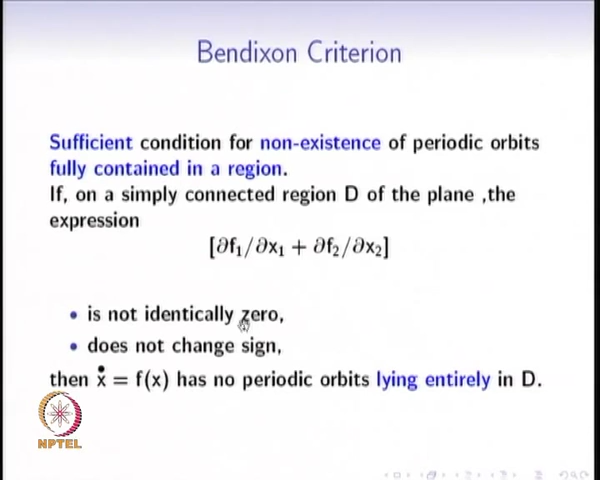 Bendixon Criterion
Sufficient condition for non-existence of periodic orbits
fully contained in a region.
If, on a simply connected region D of the plane ,the
expression
[∂f₁/∂x₁ + ∂f₂/∂x₂]
• is not identically zero,
• does not change sign,
then ẋ = f(x) has no periodic orbits lying entirely in D.
NPTEL